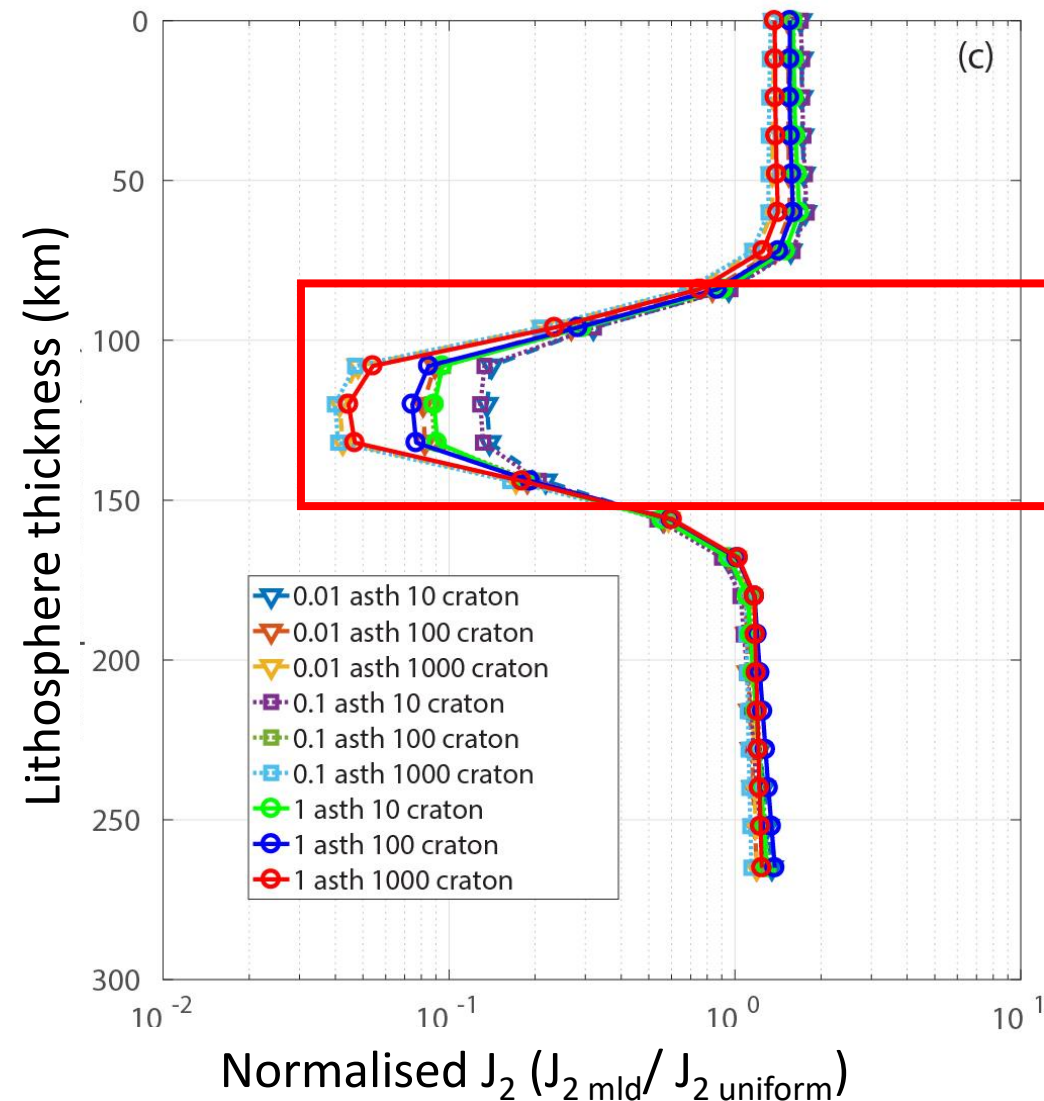 (c)
Lithosphere thickness (km)
0
50
100
150
200
250
300
0.01 asth 10 craton
0.01 asth 100 craton
0.01 asth 1000 craton
0.1 asth 10 craton
0.1 asth 100 craton
0.1 asth 1000 craton
1 asth 10 craton
1 asth 100 craton
1 asth 1000 craton
10 -2
10 -1
10 0
10 1
Normalised J2 (J2 mld/ J2 uniform)